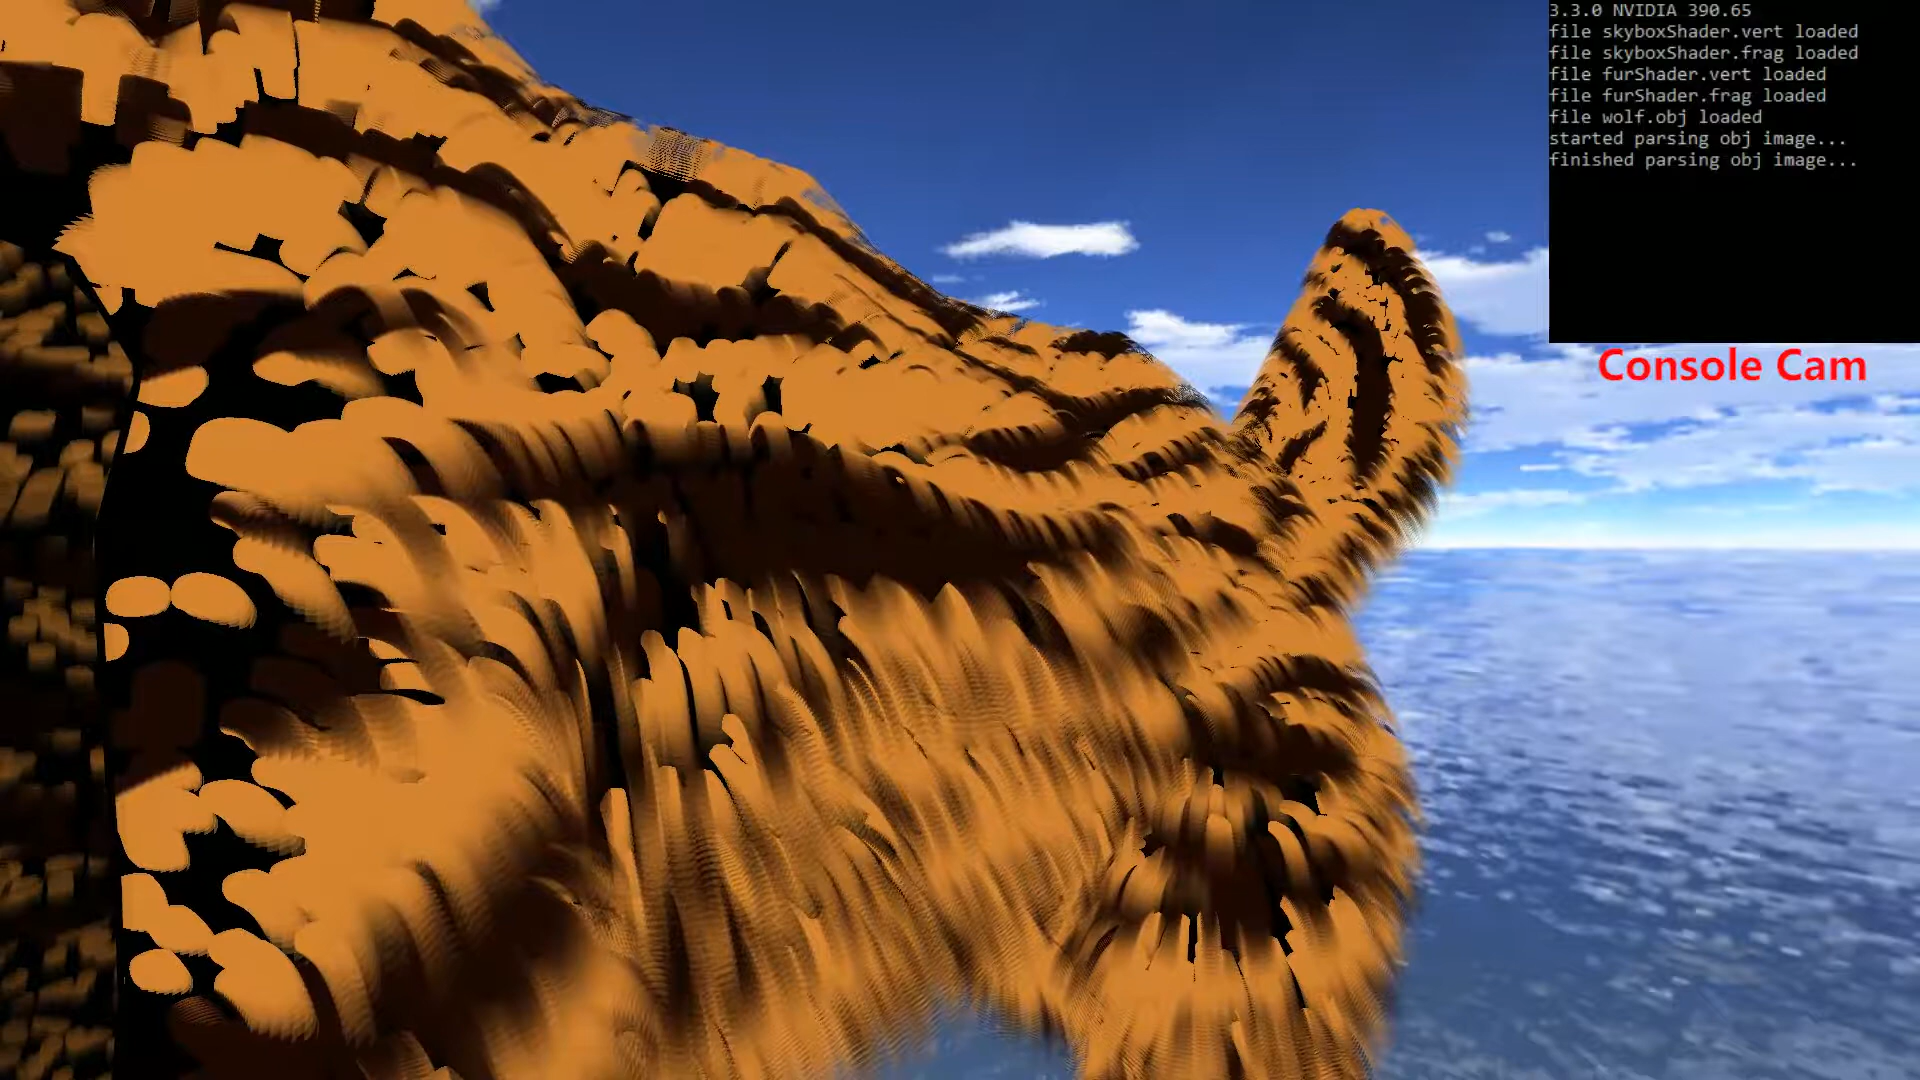 3.3.0 NVIDIA 390.65
file skyboxShader.vert loaded
file skyboxShader.frag loaded
file furShader.vert loaded
file furShader.frag loaded
file wolf.obj loaded
started parsing obj image...
finished parsing obj image...
Console Cam